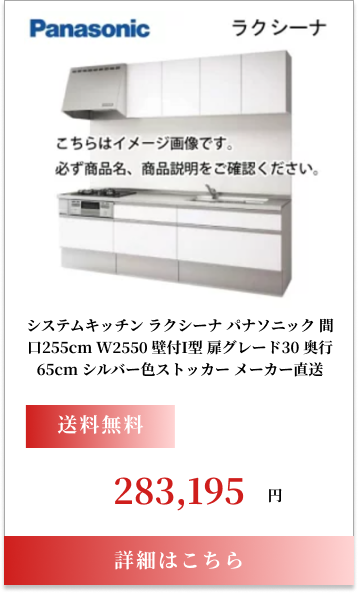 Panasonic ラクシーナ
こちらはイメージ画像です。
必ず商品名、商品説明をご確認ください。
システムキッチン ラクシーナ パナソニック 間
口255cm W2550 壁付I型 扉グレード30 奥行
65cm シルバー色ストッカー メーカー直送
送料無料
283,195 円
詳細はこちら